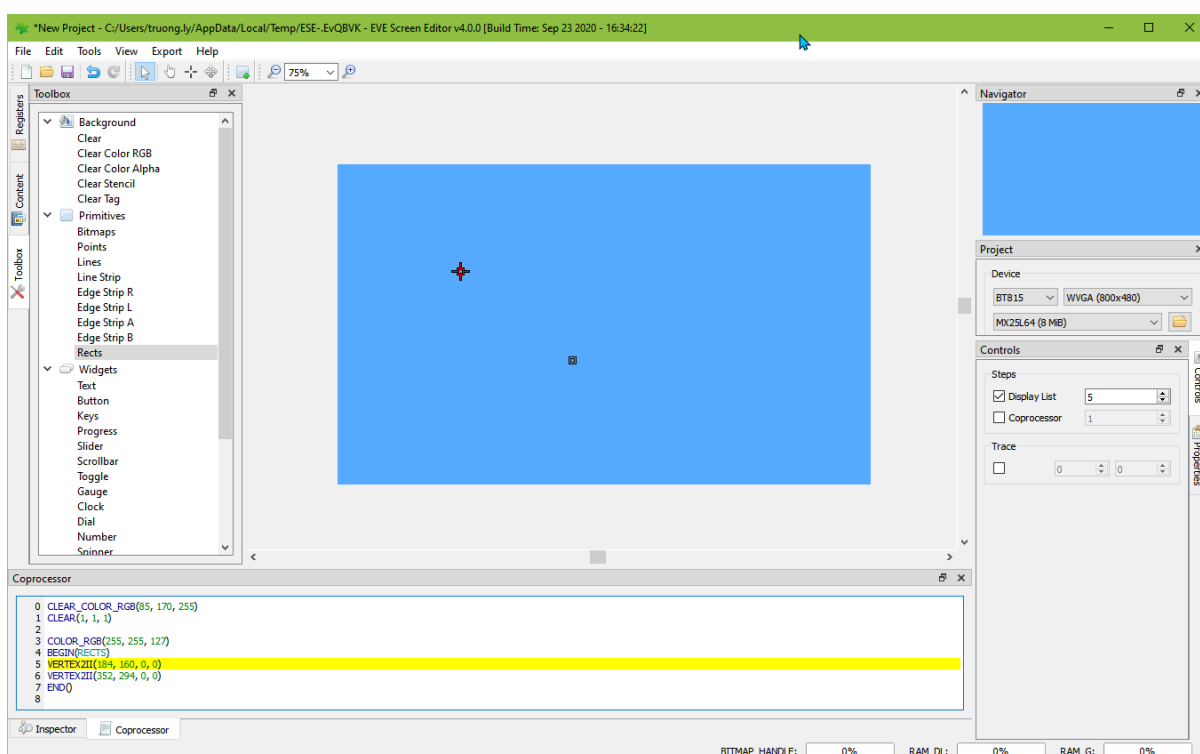 *New Project - C:/Users/truong.ly/AppData/Local/Temp/ESE-.EvQBVK - EVE Screen Editor v4.0.0 [Build Time: Sep 23 2020 - 16:34:22]
File Edit Tools View Export Help
75%
Registers
Content
Toolbox
Toolbox
Background
Clear
Clear Color RGB
Clear Color Alpha
Clear Stencil
Clear Tag
Primitives
Bitmaps
Points
Lines
Line Strip
Edge Strip R
Edge Strip L
Edge Strip A
Edge Strip B
Rects
Widgets
Text
Button
Keys
Progress
Slider
Scrollbar
Toggle
Gauge
Clock
Dial
Number
Spinner
Navigator
Project
Device
BT815 WVGA (800x480)
MX25L64 (8 MiB)
Controls
Steps
Display List 5
Coprocessor 1
Trace
0 0
Controls
Properties
Coprocessor
0 CLEAR_COLOR_RGB(85, 170, 255)
1 CLEAR(1, 1, 1)
2
3 COLOR_RGB(255, 255, 127)
4 BEGIN(RECTS)
5 VERTEX2II(184, 160, 0, 0)
6 VERTEX2II(352, 294, 0, 0)
7 END()
8
Inspector Coprocessor
BITMAP_HANDLE: 0% RAM_DL: 0% RAM_G: 0%